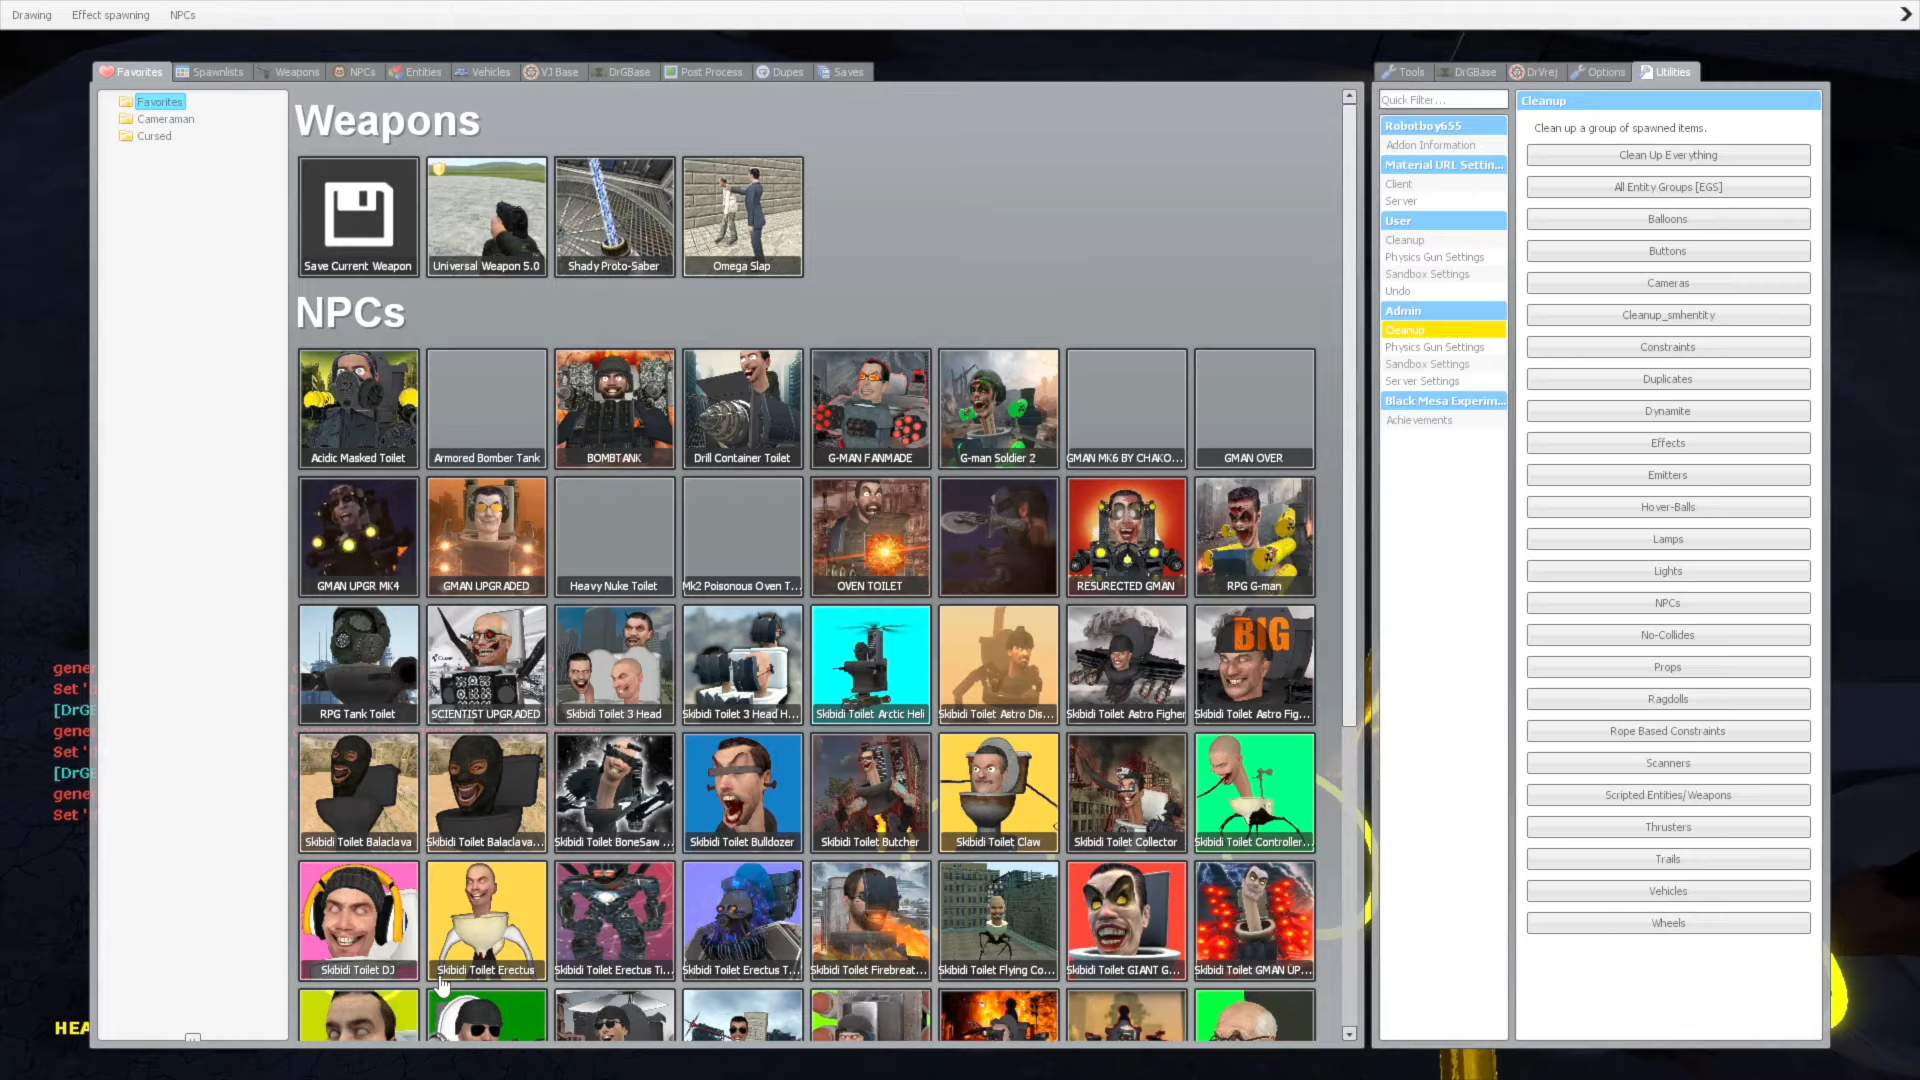 Drawing Effect spawning NPCs
Favorites Spawnlists Weapons NPCs Entities Vehicles VJ Base DrGBase Post Process Dupes Saves
Favorites
Cameraman
Cursed
Weapons
Save Current Weapon Universal Weapon 5.0 Shady Proto-Saber Omega Slap
NPCs
Acidic Masked Toilet Armored Bomber Tank BOMBTANK Drill Container Toilet G-MAN FANMADE G-man Soldier 2 GMAN MK6 BY CHAKO... GMAN OVER
GMAN UPGR MK4 GMAN UPGRADED Heavy Nuke Toilet Mk2 Poisonous Oven T... OVEN TOILET RESURECTED GMAN RPG G-man
BIG
RPG Tank Toilet SCIENTIST UPGRADED Skibidi Toilet 3 Head Skibidi Toilet 3 Head H... Skibidi Toilet Arctic Heli Skibidi Toilet Astro Dis... Skibidi Toilet Astro Figher Skibidi Toilet Astro Fig...
Skibidi Toilet Balaclava Skibidi Toilet Balaclava... Skibidi Toilet BoneSaw ... Skibidi Toilet Bulldozer Skibidi Toilet Butcher Skibidi Toilet Claw Skibidi Toilet Collector Skibidi Toilet Controller...
Skibidi Toilet DJ Skibidi Toilet Erectus Skibidi Toilet Erectus Ti... Skibidi Toilet Erectus T... Skibidi Toilet Firebreat... Skibidi Toilet Flying Co... Skibidi Toilet GIANT G... Skibidi Toilet GMAN UP...
gener
Set '
[DrGE
gener
Set '
[DrGE
gener
Set '
HEA
Tools DrGBase DrVrej Options Utilities
Quick Filter...
Robotboy655
Addon Information
Material URL Settin...
Client
Server
User
Cleanup
Physics Gun Settings
Sandbox Settings
Undo
Admin
Cleanup
Physics Gun Settings
Sandbox Settings
Server Settings
Black Mesa Experim...
Achievements
Cleanup
Clean up a group of spawned items.
Clean Up Everything
All Entity Groups [EGS]
Balloons
Buttons
Cameras
Cleanup_smhentity
Constraints
Duplicates
Dynamite
Effects
Emitters
Hover-Balls
Lamps
Lights
NPCs
No-Collides
Props
Ragdolls
Rope Based Constraints
Scanners
Scripted Entities/Weapons
Thrusters
Trails
Vehicles
Wheels